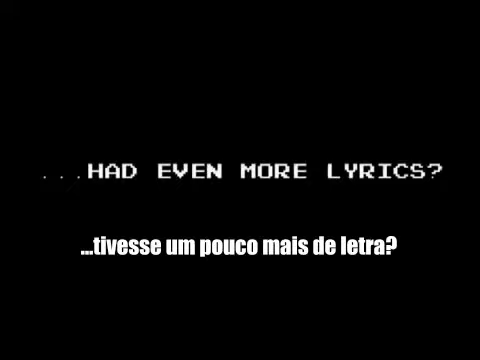 ...HAD EVEN MORE LYRICS?
...tivesse um pouco mais de letra?